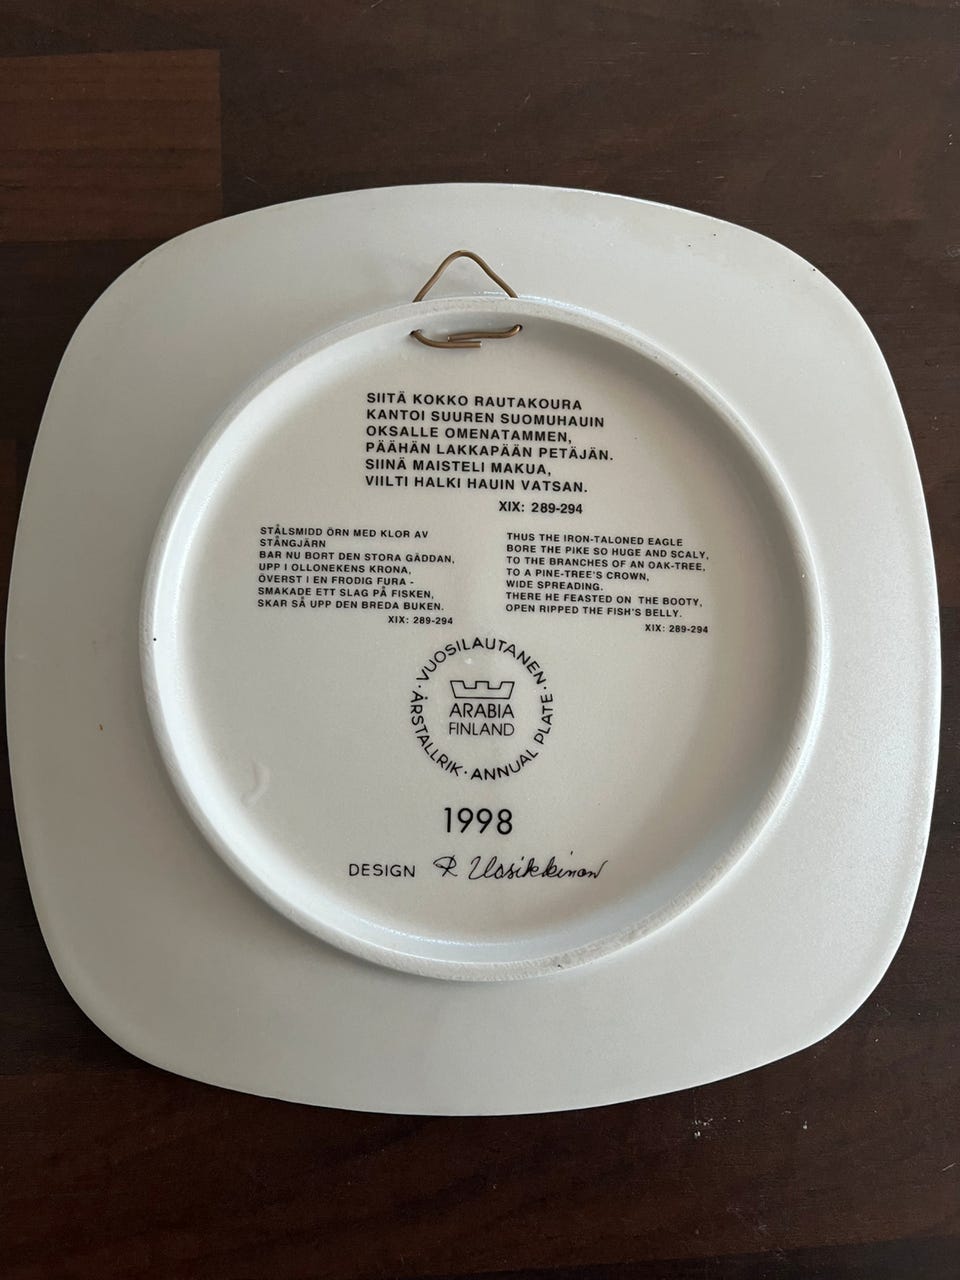 SIITÄ KOKKO RAUTAKOURA
KANTOI SUUREN SUOMUHAUIN
OKSALLE OMENATAMMEN,
PÄÄHÄN LAKKAPÄÄN PETÄJÄN.
SIINÄ MAISTELI MAKUA,
VIILTI HALKI HAUIN VATSAN.
XIX: 289-294
STÅLSMIDD ÖRN MED KLOR AV
STÅNGJÄRN
BAR NU BORT DEN STORA GÄDDAN,
UPP I OLLONEKENS KRONA,
ÖVERST I EN FRODIG FURA -
SMAKADE ETT SLAG PÅ FISKEN,
SKAR SÅ UPP DEN BREDA BUKEN.
XIX: 289-294
THUS THE IRON-TALONED EAGLE
BORE THE PIKE SO HUGE AND SCALY,
TO THE BRANCHES OF AN OAK-TREE,
TO A PINE-TREE'S CROWN,
WIDE SPREADING.
THERE HE FEASTED ON THE BOOTY,
OPEN RIPPED THE FISH'S BELLY.
XIX: 289-294
· VUOSILAUTANEN ·
ÅRSTALLRIK · ANNUAL PLATE
ARABIA
FINLAND
1998
DESIGN R Uosikkinen